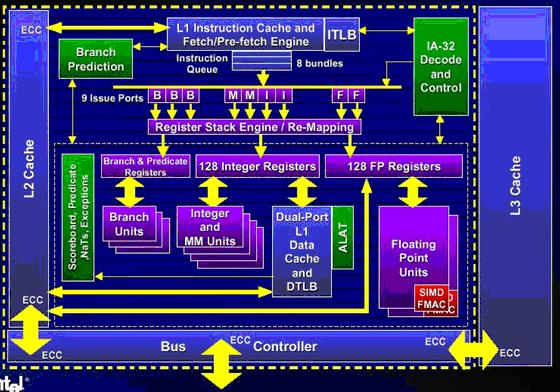 ECC
L1 Instruction Cache and
Fetch/Pre-fetch Engine
ITLB
IA-32
Decode
and
Control
Branch
Prediction
Instruction
Queue
8 bundles
9 Issue Ports
B B B M M I I F F
Register Stack Engine / Re-Mapping
L2 Cache
L3 Cache
Branch & Predicate
Registers
128 Integer Registers
128 FP Registers
Scoreboard, Predicate
,NaTs, Exceptions
Branch
Units
Integer
and
MM Units
Dual-Port
L1
Data
Cache
and
DTLB
ALAT
Floating
Point
Units
SIMD
FMAC
FMAC
ECC
ECC
Bus Controller
ECC
ECC
ECC